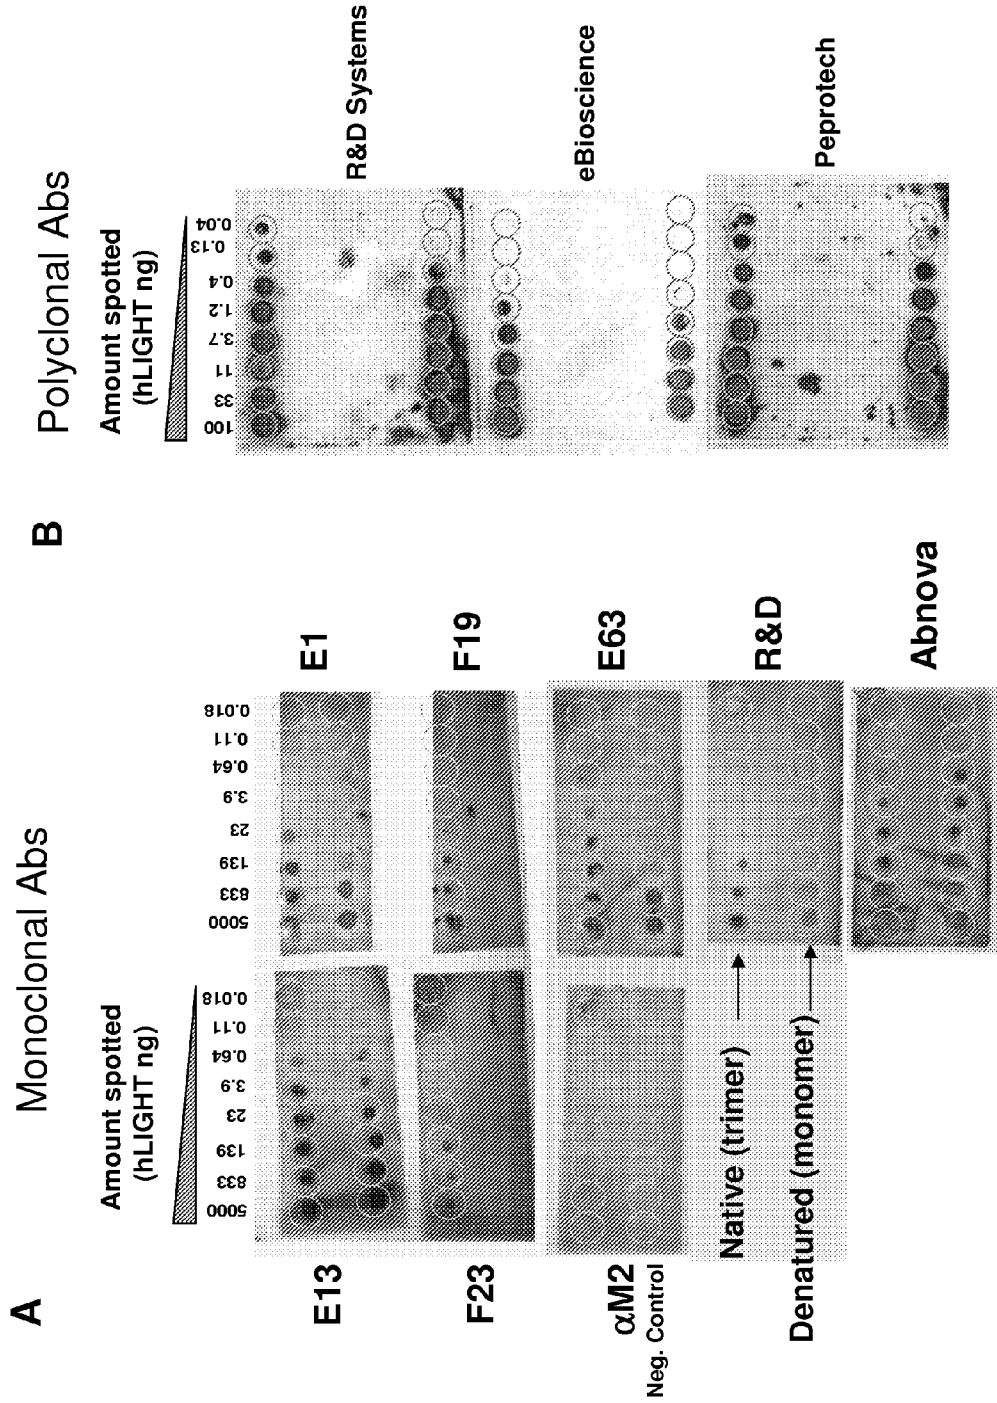 A
Monoclonal Abs
Amount spotted
(hLIGHT ng)
5000 833 139 23 3.9 0.64 0.11 0.018
5000 833 139 23 3.9 0.64 0.11 0.018
E13
E1
F23
F19
αM2
Neg. Control
E63
Native (trimer)
R&D
Denatured (monomer)
Abnova
B
Polyclonal Abs
Amount spotted
(hLIGHT ng)
100 33 11 3.7 1.2 0.4 0.13 0.04
R&D Systems
eBioscience
Peprotech